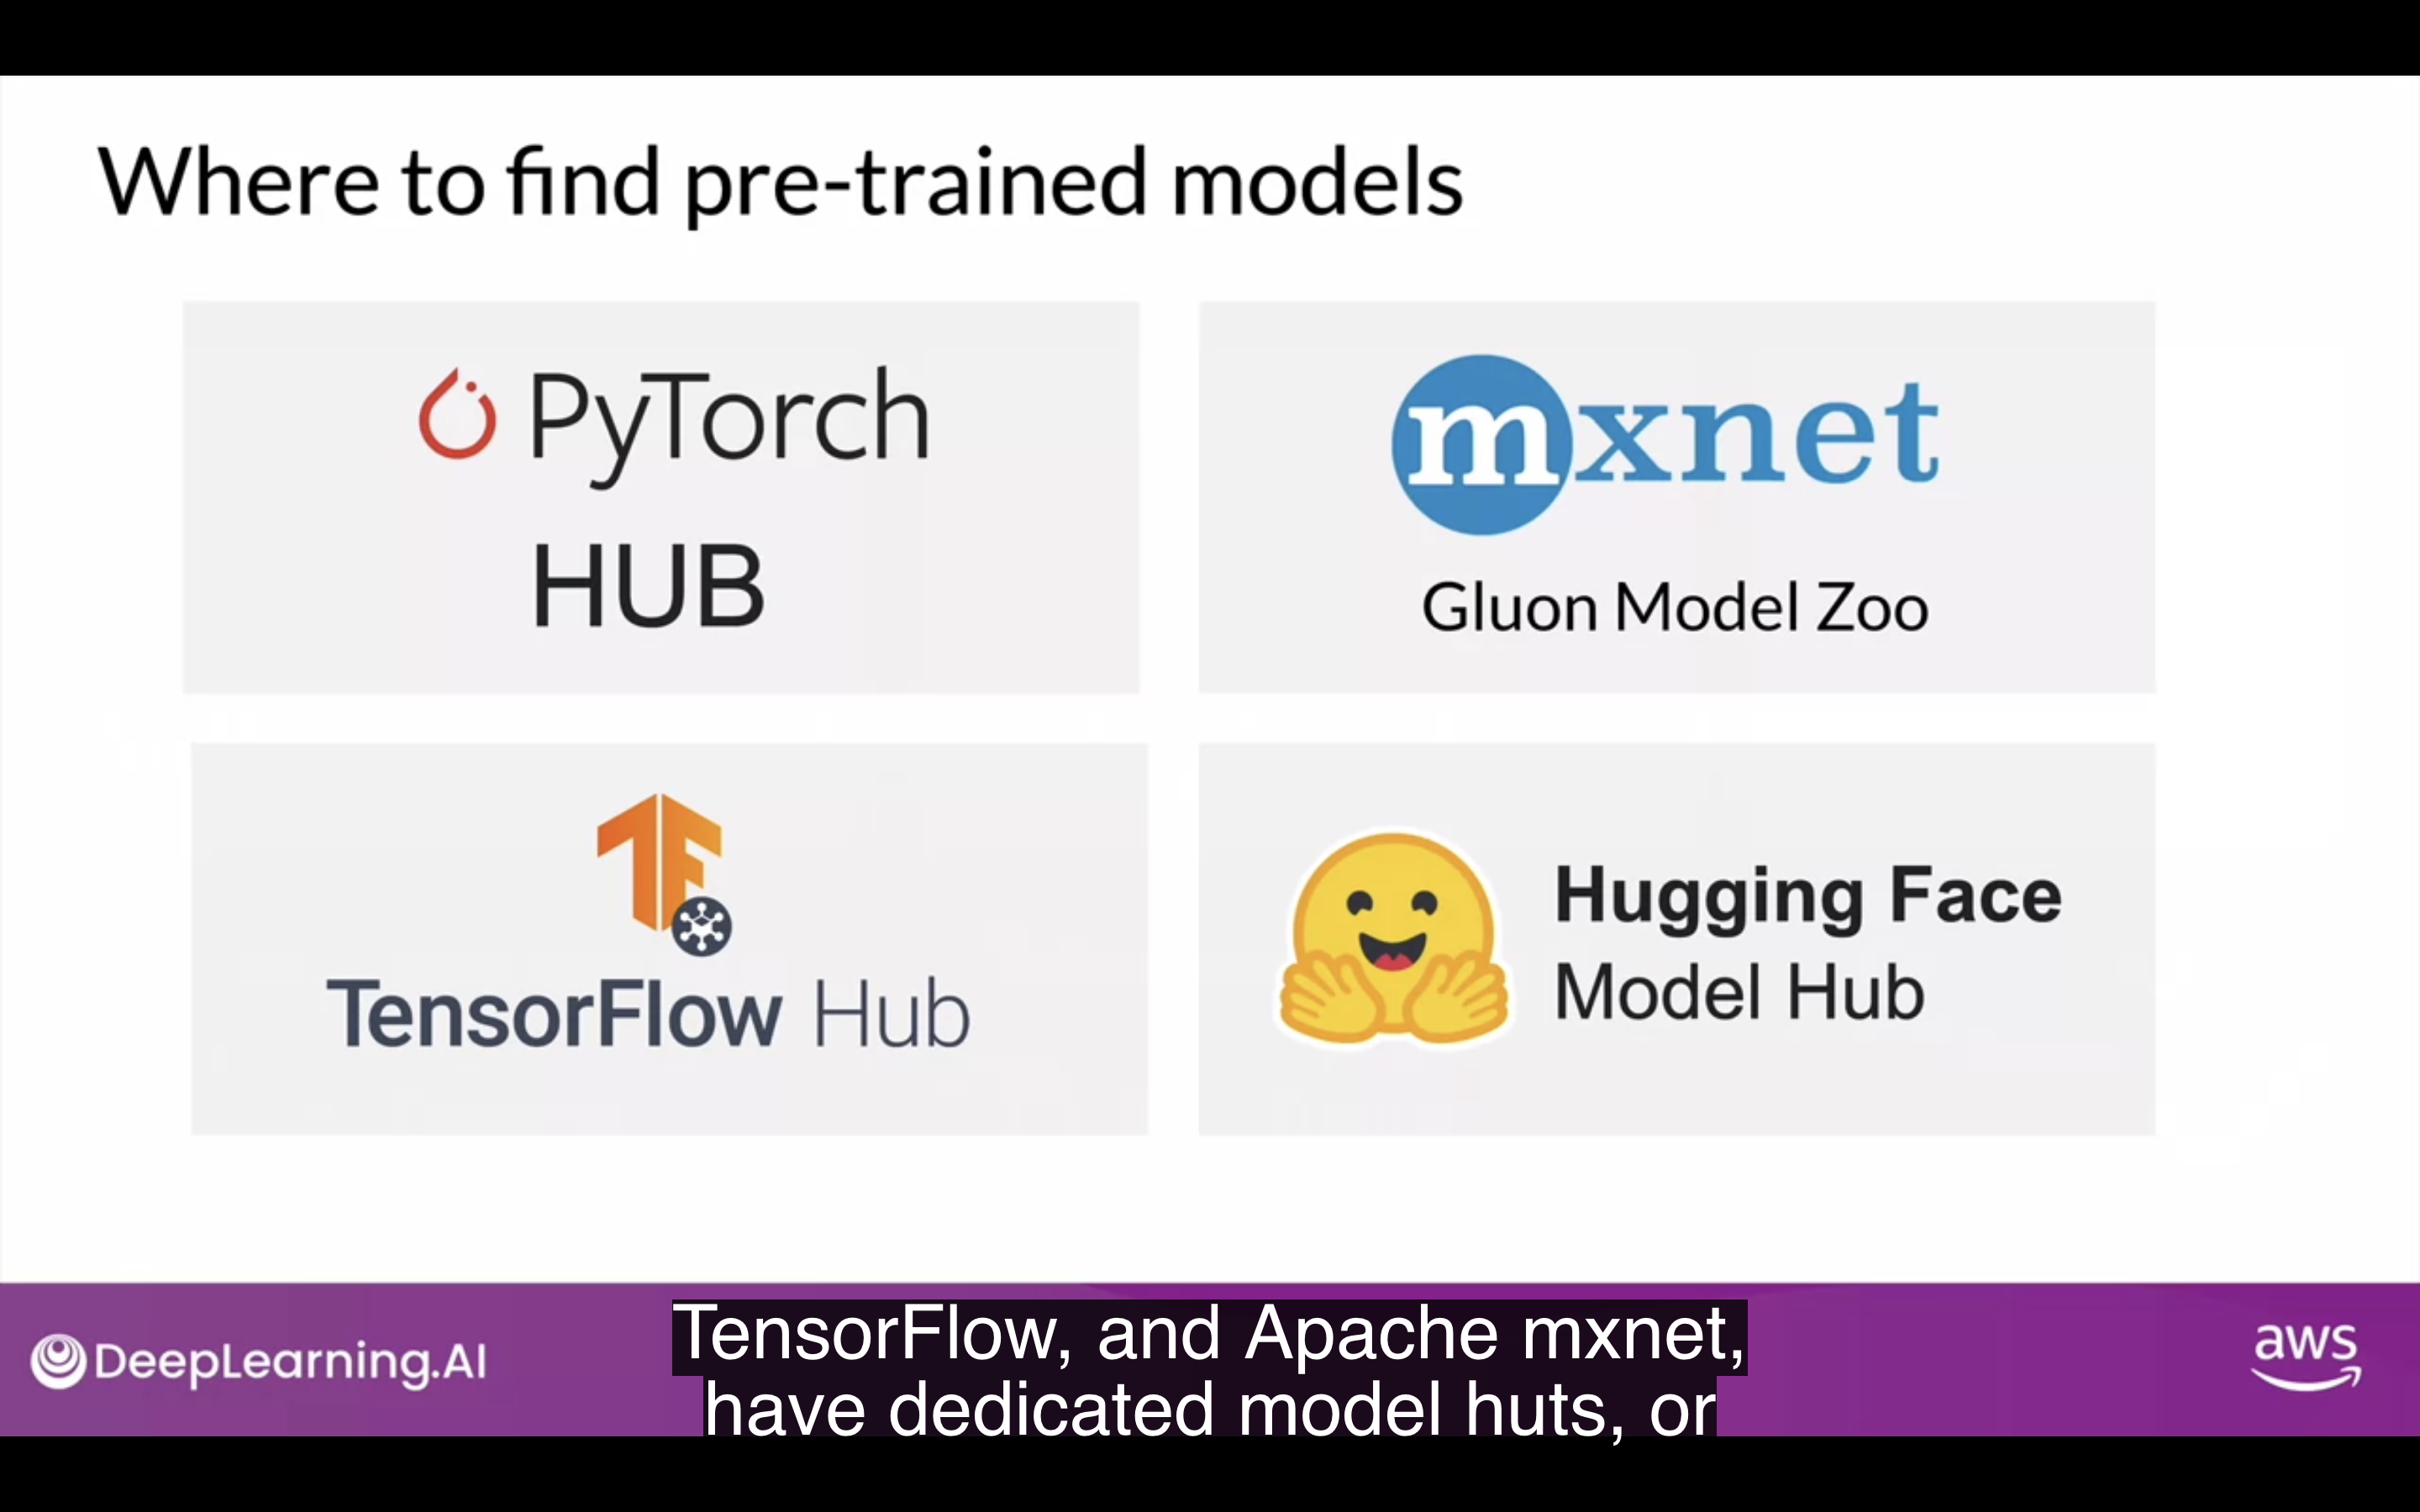 Where to find pre-trained models
PyTorch
HUB
mxnet
Gluon Model Zoo
TensorFlow Hub
Hugging Face
Model Hub
DeepLearning.AI
TensorFlow, and Apache mxnet,
have dedicated model huts, or
aws